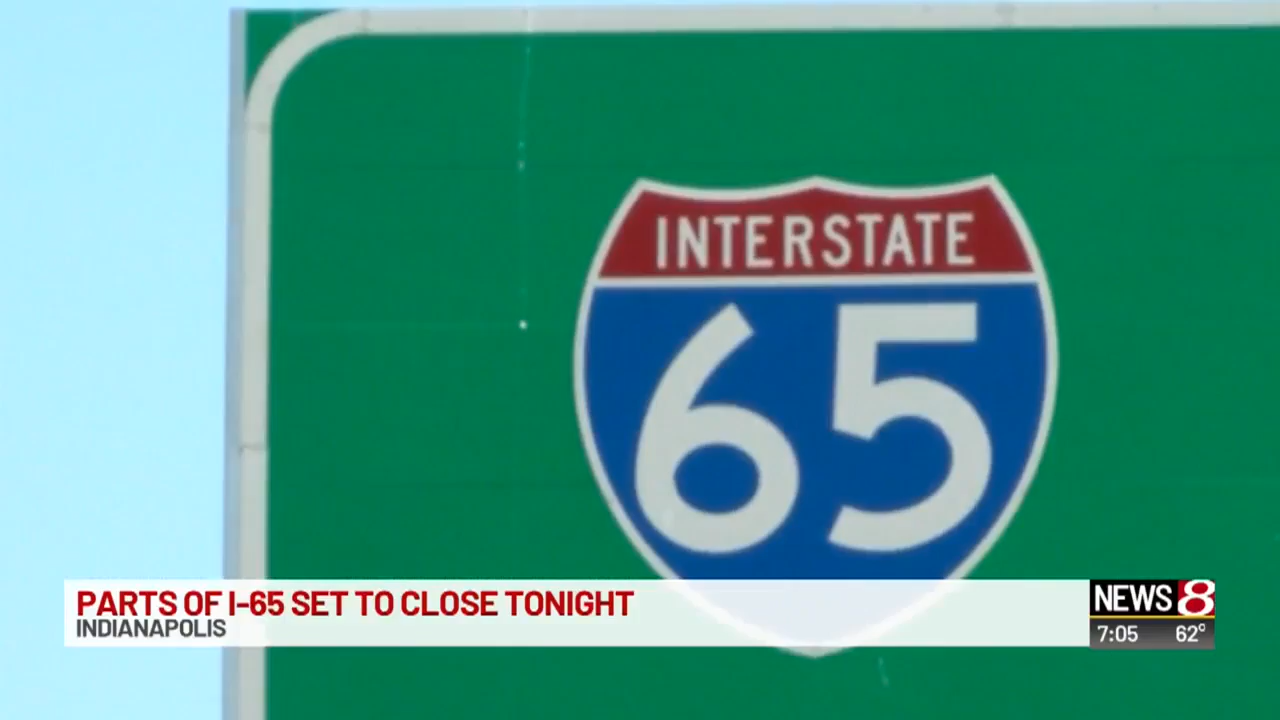 INTERSTATE
65
PARTS OF I-65 SET TO CLOSE TONIGHT
INDIANAPOLIS
NEWS 8
7:05 62°